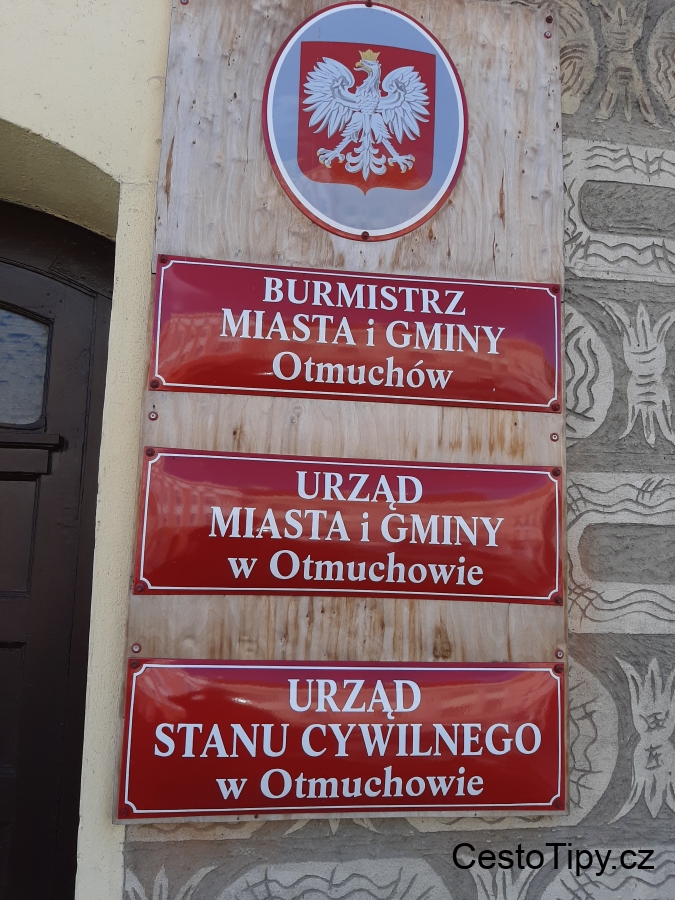 BURMISTRZ
MIASTA i GMINY
Otmuchów
URZĄD
MIASTA i GMINY
w Otmuchowie
URZĄD
STANU CYWILNEGO
w Otmuchowie
CestoTipy.cz